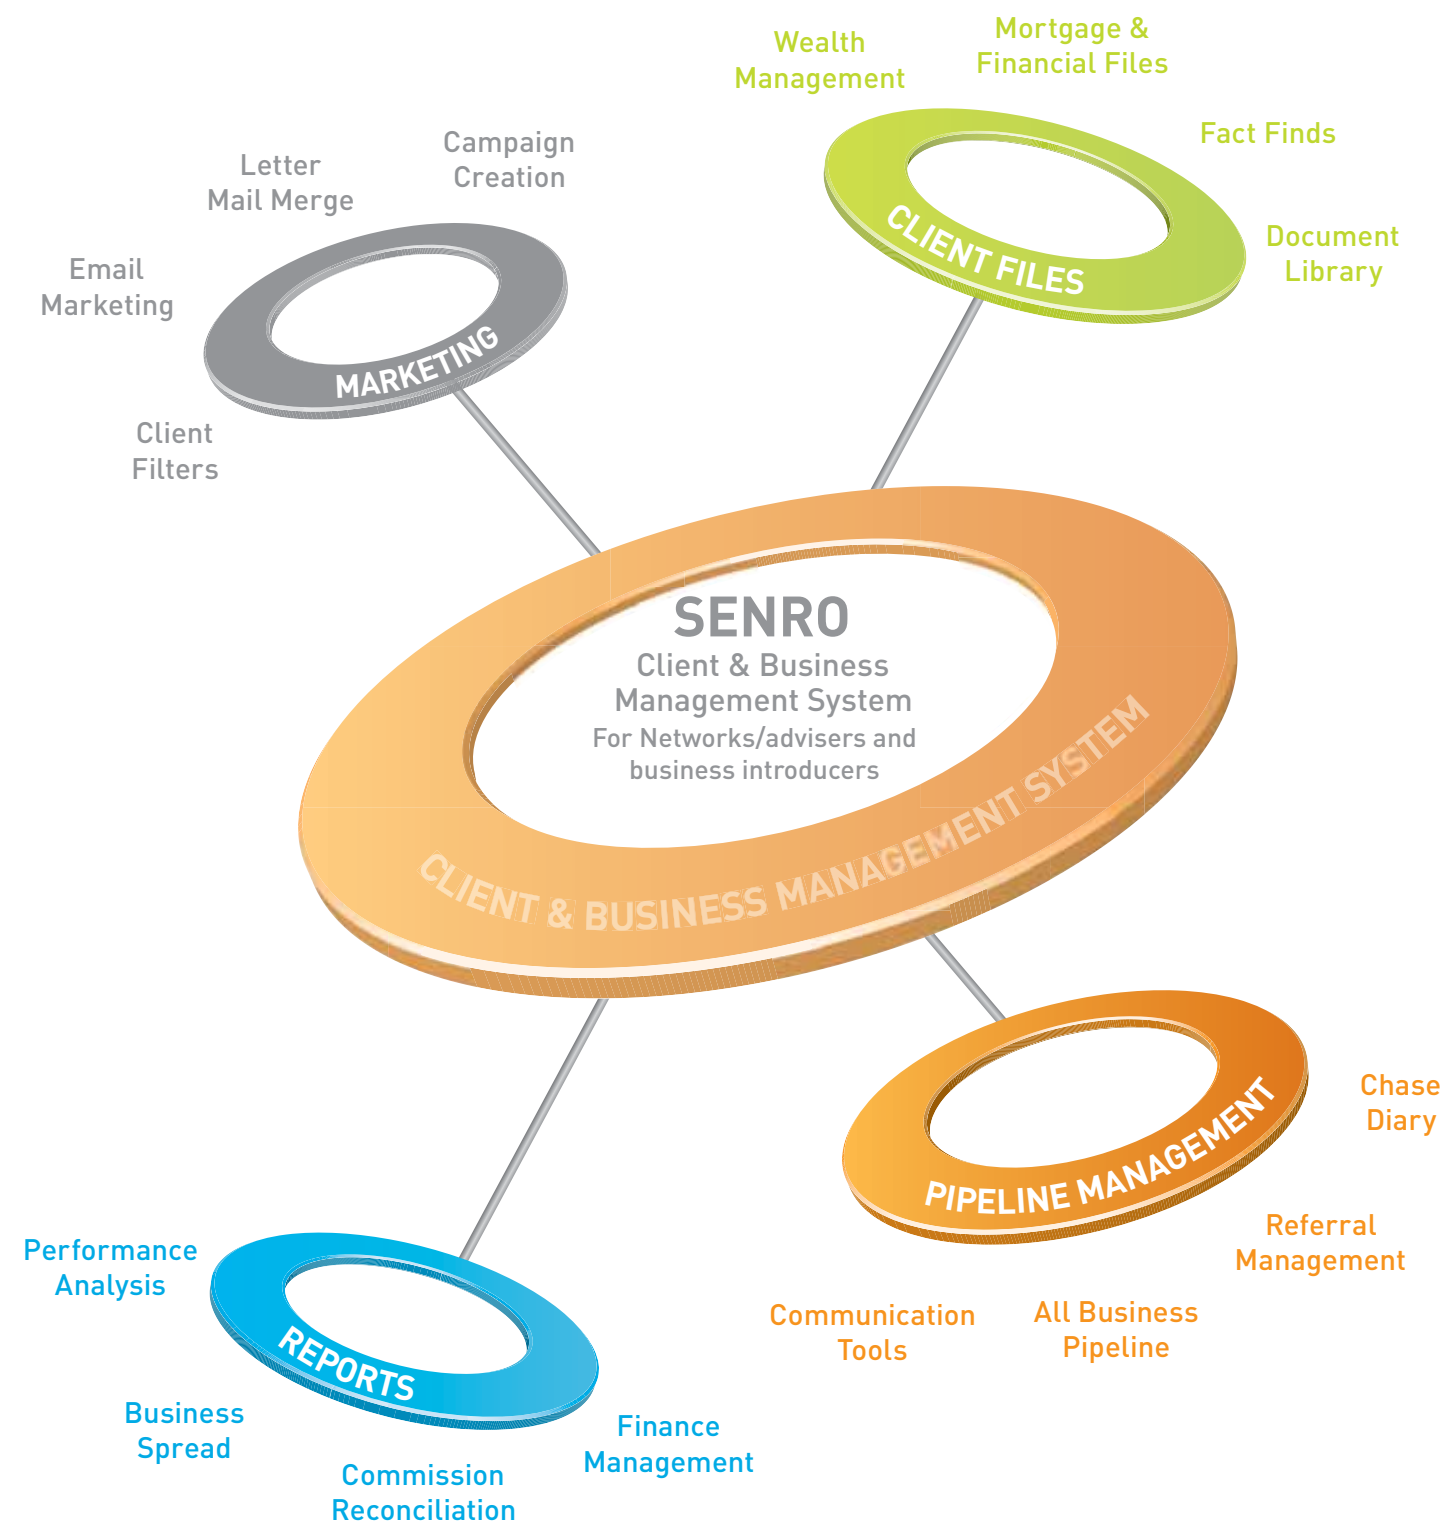 Wealth
Management
Mortgage &
Financial Files
Fact Finds
Document
Library
CLIENT FILES
Campaign
Creation
Letter
Mail Merge
Email
Marketing
Client
Filters
MARKETING
SENRO
Client & Business
Management System
For Networks/advisers and
business introducers
CLIENT & BUSINESS MANAGEMENT SYSTEM
PIPELINE MANAGEMENT
Chase
Diary
Referral
Management
All Business
Pipeline
Communication
Tools
REPORTS
Performance
Analysis
Business
Spread
Commission
Reconciliation
Finance
Management